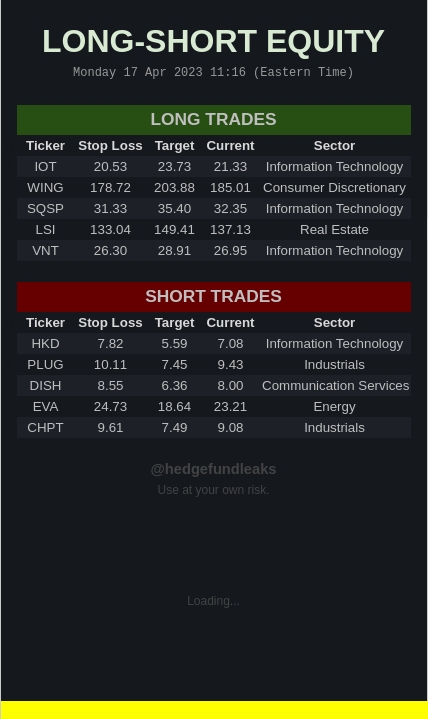 LONG-SHORT EQUITY
Monday 17 Apr 2023 11:16 (Eastern Time)
LONG TRADES
Ticker Stop Loss Target Current Sector
IOT 20.53 23.73 21.33 Information Technology
WING 178.72 203.88 185.01 Consumer Discretionary
SQSP 31.33 35.40 32.35 Information Technology
LSI 133.04 149.41 137.13 Real Estate
VNT 26.30 28.91 26.95 Information Technology
SHORT TRADES
Ticker Stop Loss Target Current Sector
HKD 7.82 5.59 7.08 Information Technology
PLUG 10.11 7.45 9.43 Industrials
DISH 8.55 6.36 8.00 Communication Services
EVA 24.73 18.64 23.21 Energy
CHPT 9.61 7.49 9.08 Industrials
@hedgefundleaks
Use at your own risk.
Loading...